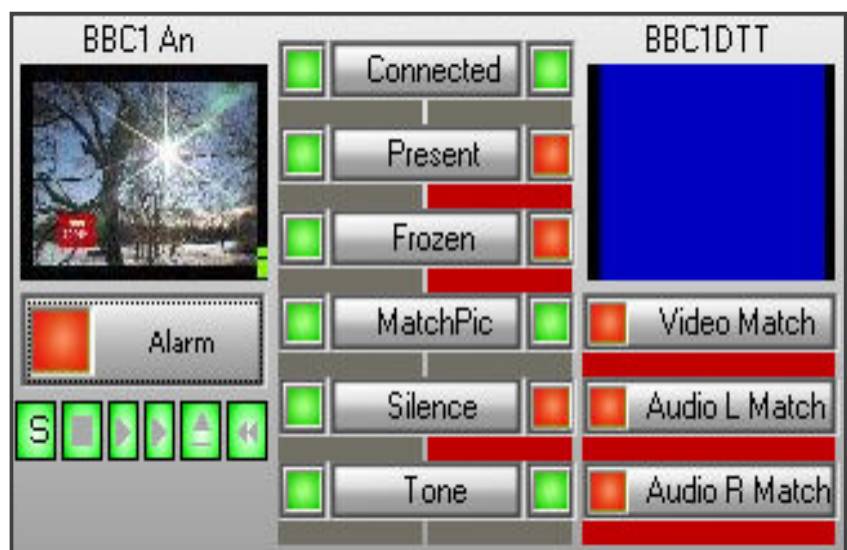 BBC1 An
BBC1DTT
Connected
Present
Frozen
MatchPic
Silence
Tone
Alarm
S
Video Match
Audio L Match
Audio R Match